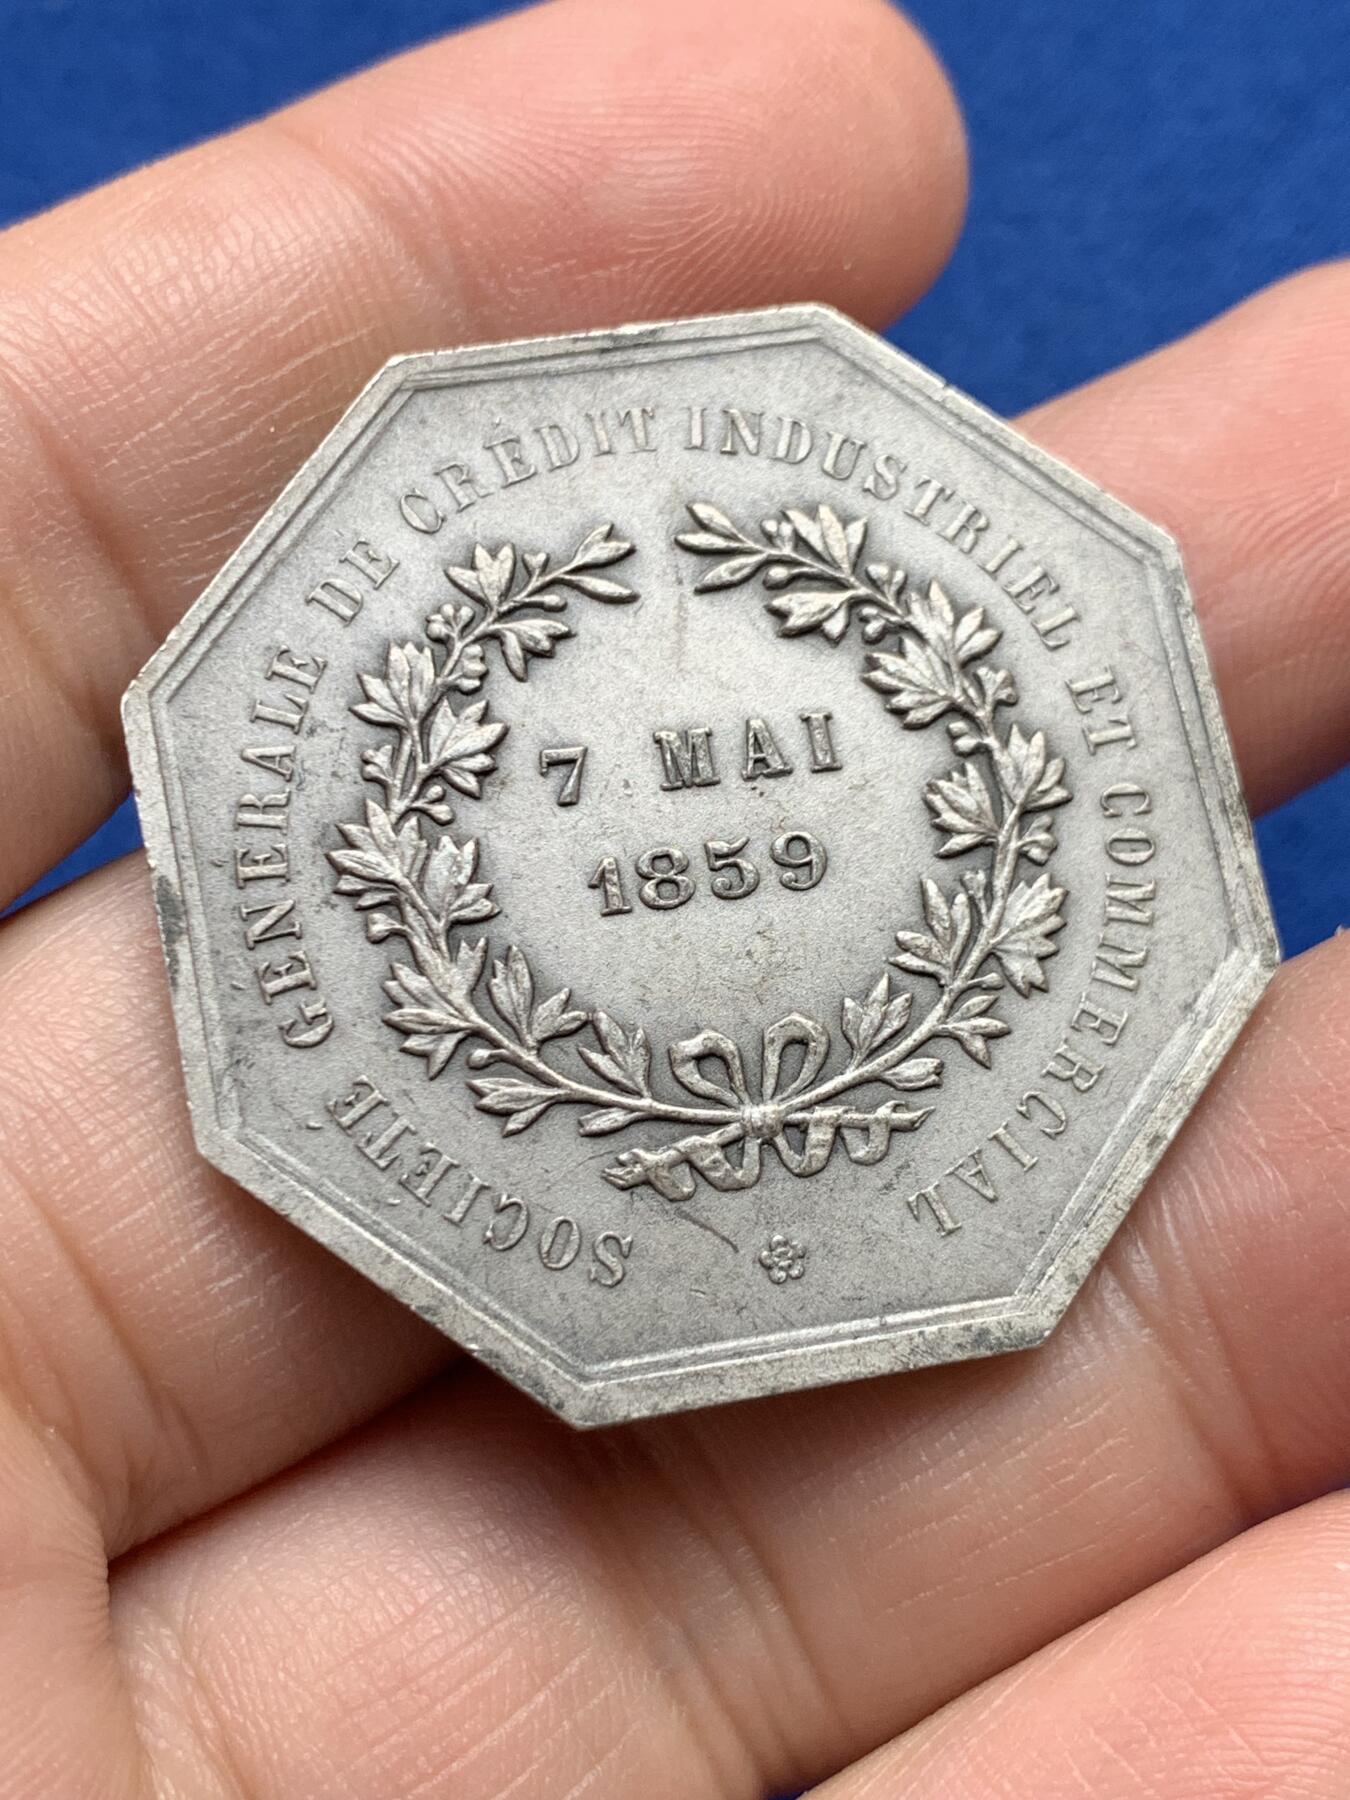 SOCIETE GENERALE DE CRÉDIT INDUSTRIEL ET COMMERCIAL
7 MAI
1859